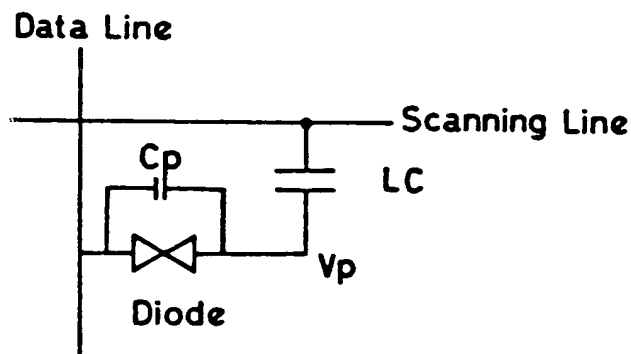 Data Line
Scanning Line
Cp
LC
Vp
Diode